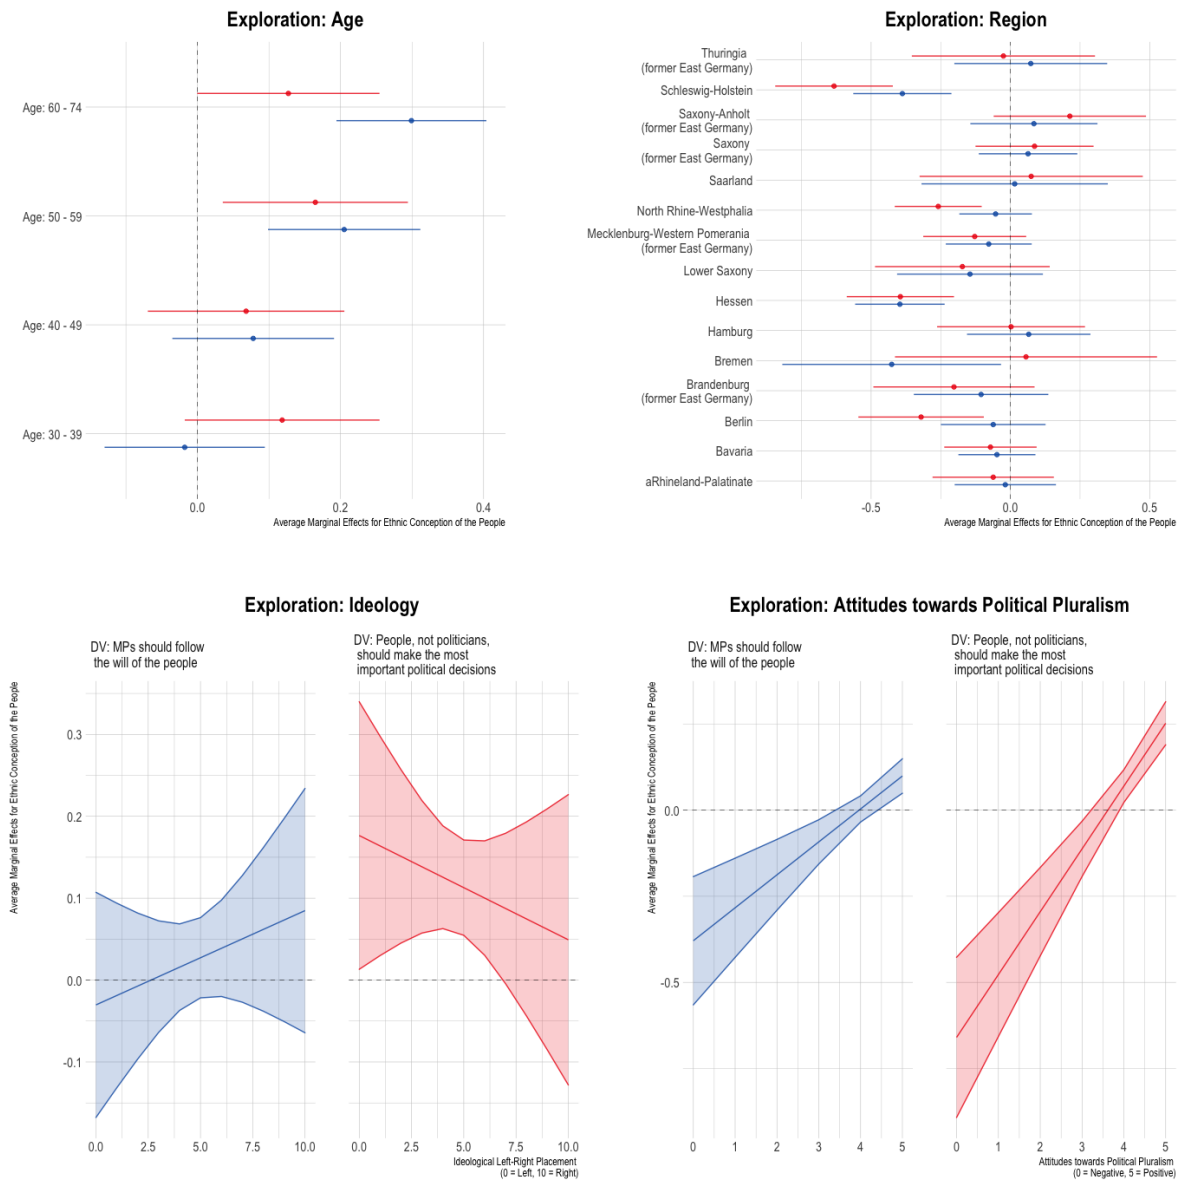 Exploration: Age
Age: 60 - 74
Age: 50 - 59
Age: 40 - 49
Age: 30 - 39
0.0
0.2
0.4
Average Marginal Effects for Ethnic Conception of the People
Exploration: Region
Thuringia
(former East Germany)
Schleswig-Holstein
Saxony-Anholt
(former East Germany)
Saxony
(former East Germany)
Saarland
North Rhine-Westphalia
Mecklenburg-Western Pomerania
(former East Germany)
Lower Saxony
Hessen
Hamburg
Bremen
Brandenburg
(former East Germany)
Berlin
Bavaria
aRhineland-Palatinate
-0.5
0.0
0.5
Average Marginal Effects for Ethnic Conception of the People
Exploration: Ideology
DV: MPs should follow
the will of the people
DV: People, not politicians,
should make the most
important political decisions
Average Marginal Effects for Ethnic Conception of the People
0.3
0.2
0.1
0.0
-0.1
0.0
2.5
5.0
7.5
10.0
0.0
2.5
5.0
7.5
10.0
Ideological Left-Right Placement
(0 = Left, 10 = Right)
Exploration: Attitudes towards Political Pluralism
DV: MPs should follow
the will of the people
DV: People, not politicians,
should make the most
important political decisions
Average Marginal Effects for Ethnic Conception of the People
0.0
-0.5
0
1
2
3
4
5
0
1
2
3
4
5
Attitudes towards Political Pluralism
(0 = Negative, 5 = Positive)